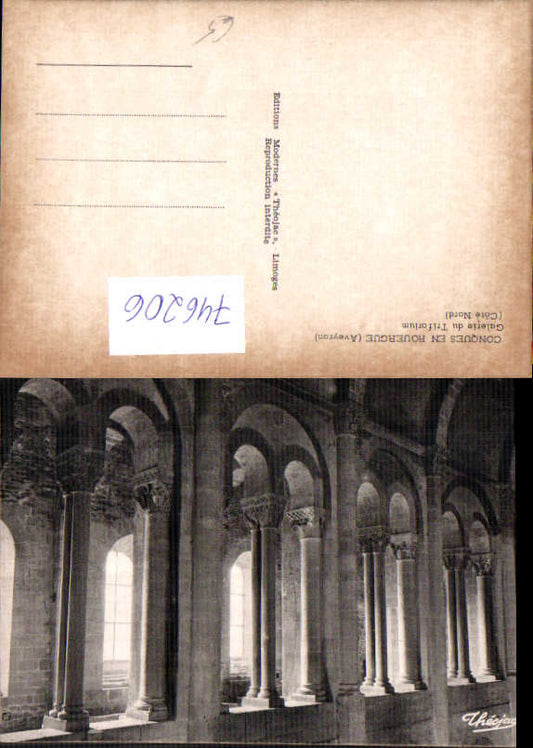 CONQUES EN ROUERGUE (Aveyron)
Galerie du Triforium
(Côté Nord)
Editions Modernes « Théojac », Limoges
Reproduction interdite
746206
Théojac